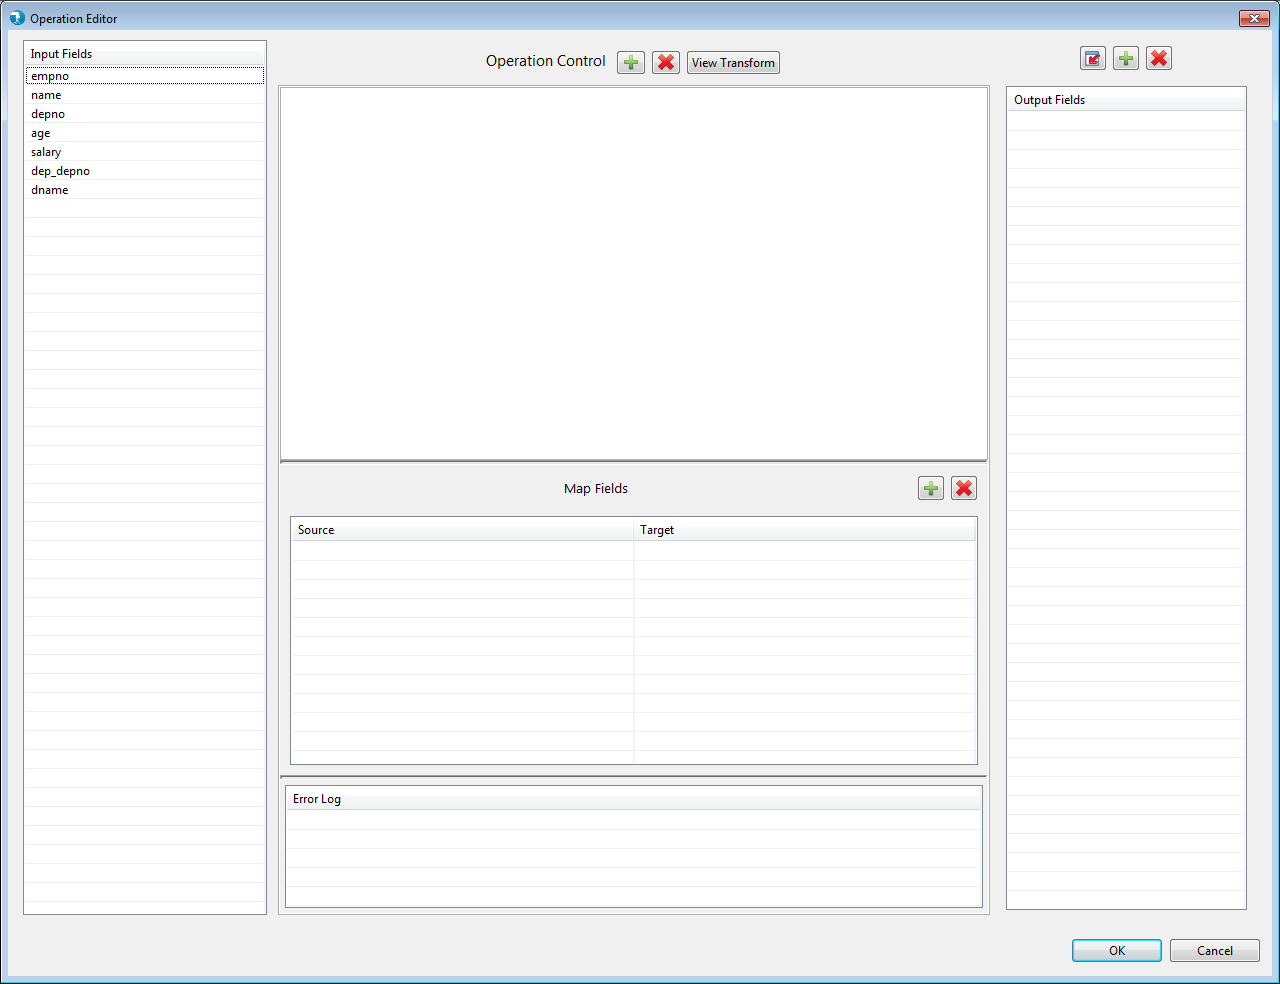 Operation Editor
Input Fields
empno
name
depno
age
salary
dep_depno
dname
Operation Control
View Transform
Map Fields
Source Target
Error Log
Output Fields
OK Cancel